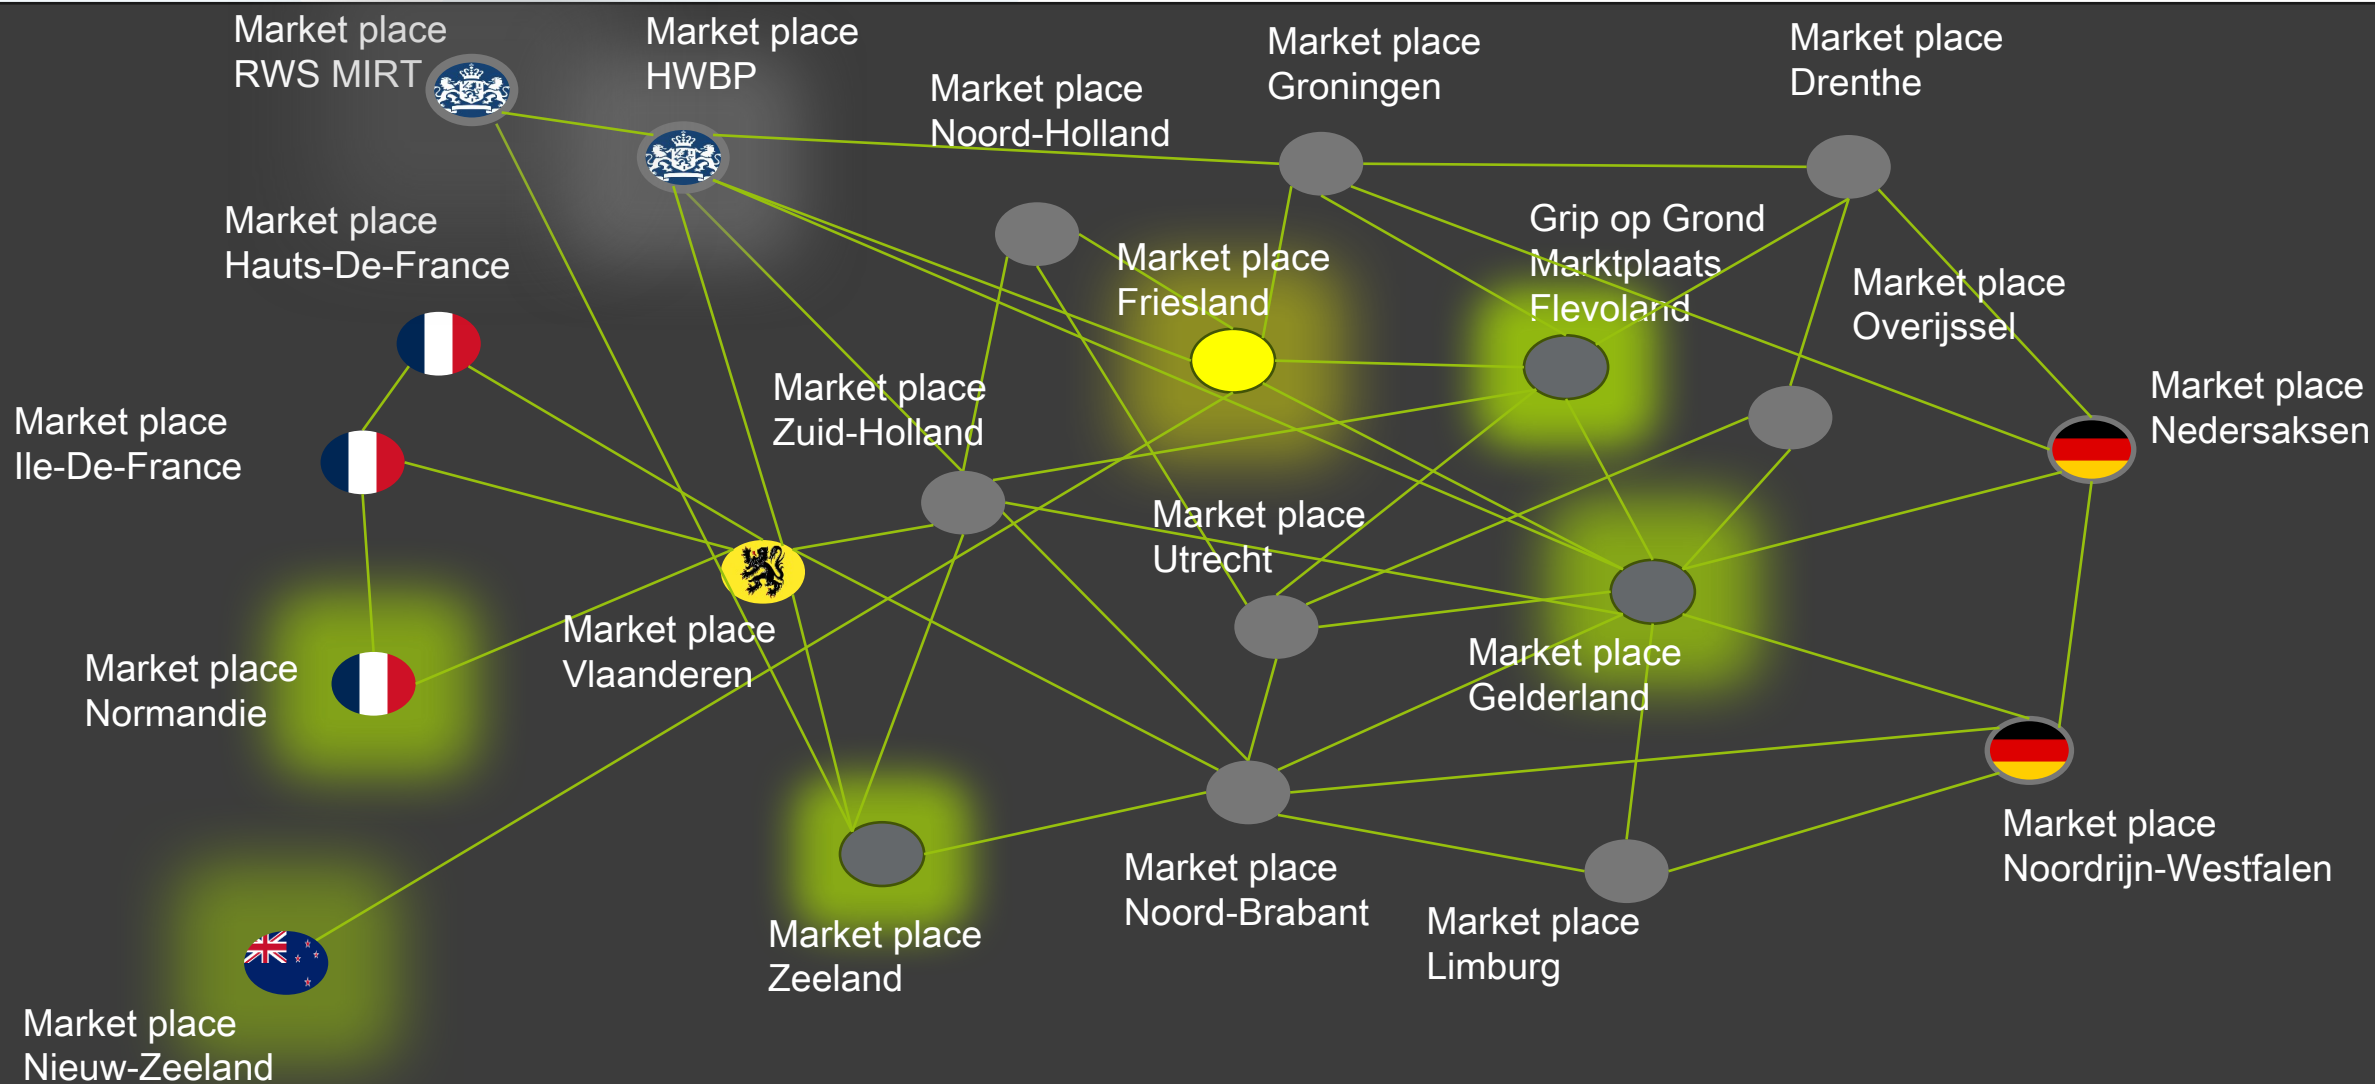 Market place
RWS MIRT
Market place
HWBP
Market place
Noord-Holland
Market place
Groningen
Market place
Drenthe
Market place
Hauts-De-France
Market place
Friesland
Grip op Grond
Marktplaats
Flevoland
Market place
Overijssel
Market place
Zuid-Holland
Market place
Nedersaksen
Market place
Ile-De-France
Market place
Utrecht
Market place
Vlaanderen
Market place
Gelderland
Market place
Normandie
Market place
Noordrijn-Westfalen
Market place
Noord-Brabant
Market place
Limburg
Market place
Zeeland
Market place
Nieuw-Zeeland